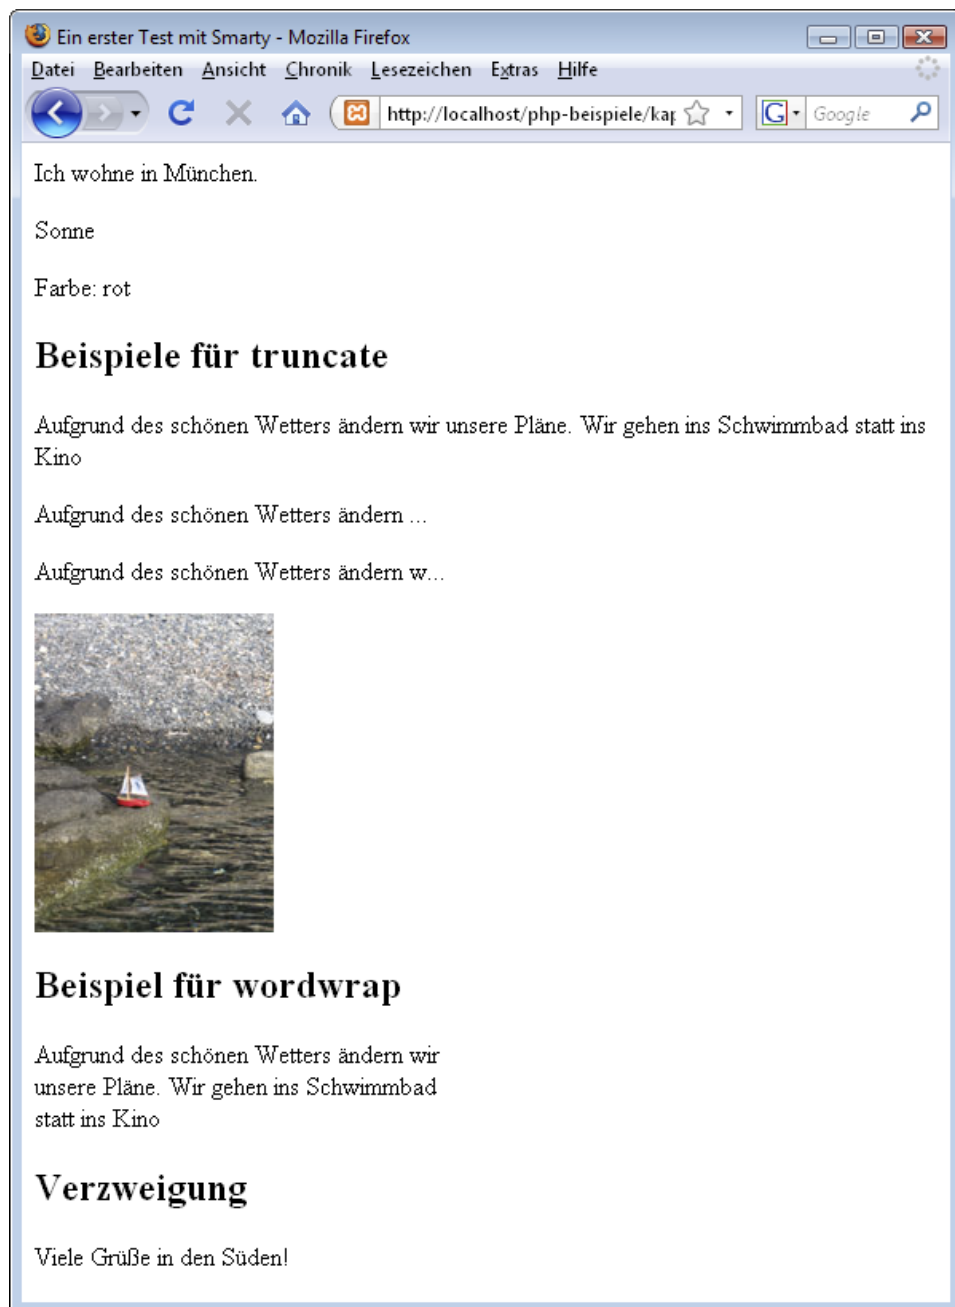 Ein erster Test mit Smarty - Mozilla Firefox
Datei Bearbeiten Ansicht Chronik Lesezeichen Extras Hilfe
http://localhost/php-beispiele/kap G Google
Ich wohne in München.
Sonne
Farbe: rot
Beispiele für truncate
Aufgrund des schönen Wetters ändern wir unsere Pläne. Wir gehen ins Schwimmbad statt ins
Kino
Aufgrund des schönen Wetters ändern ...
Aufgrund des schönen Wetters ändern w...
Beispiel für wordwrap
Aufgrund des schönen Wetters ändern wir
unsere Pläne. Wir gehen ins Schwimmbad
statt ins Kino
Verzweigung
Viele Grüße in den Süden!